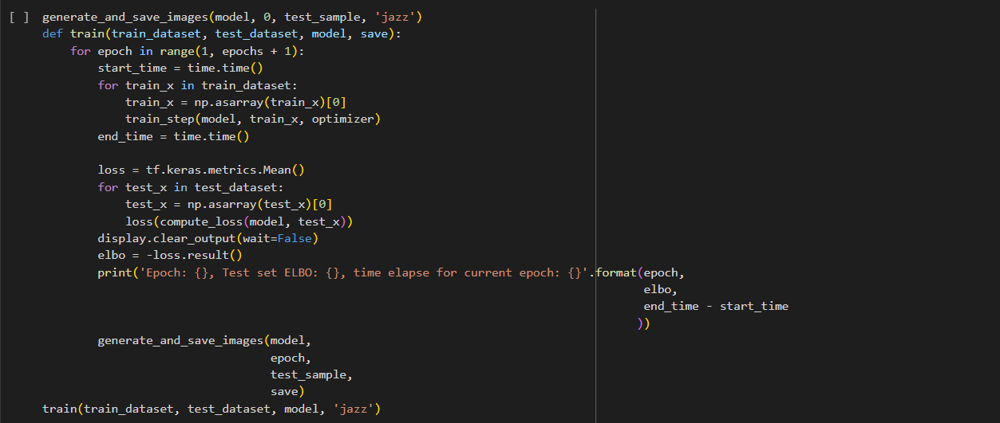 [ ] generate_and_save_images(model, 0, test_sample, 'jazz')
def train(train_dataset, test_dataset, model, save):
    for epoch in range(1, epochs + 1):
        start_time = time.time()
        for train_x in train_dataset:
            train_x = np.asarray(train_x)[0]
            train_step(model, train_x, optimizer)
        end_time = time.time()

        loss = tf.keras.metrics.Mean()
        for test_x in test_dataset:
            test_x = np.asarray(test_x)[0]
            loss(compute_loss(model, test_x))
        display.clear_output(wait=False)
        elbo = -loss.result()
        print('Epoch: {}, Test set ELBO: {}, time elapse for current epoch: {}'.format(epoch,
                                                                                       elbo,
                                                                                       end_time - start_time
                                                                                      ))
        generate_and_save_images(model,
                                 epoch,
                                 test_sample,
                                 save)
train(train_dataset, test_dataset, model, 'jazz')